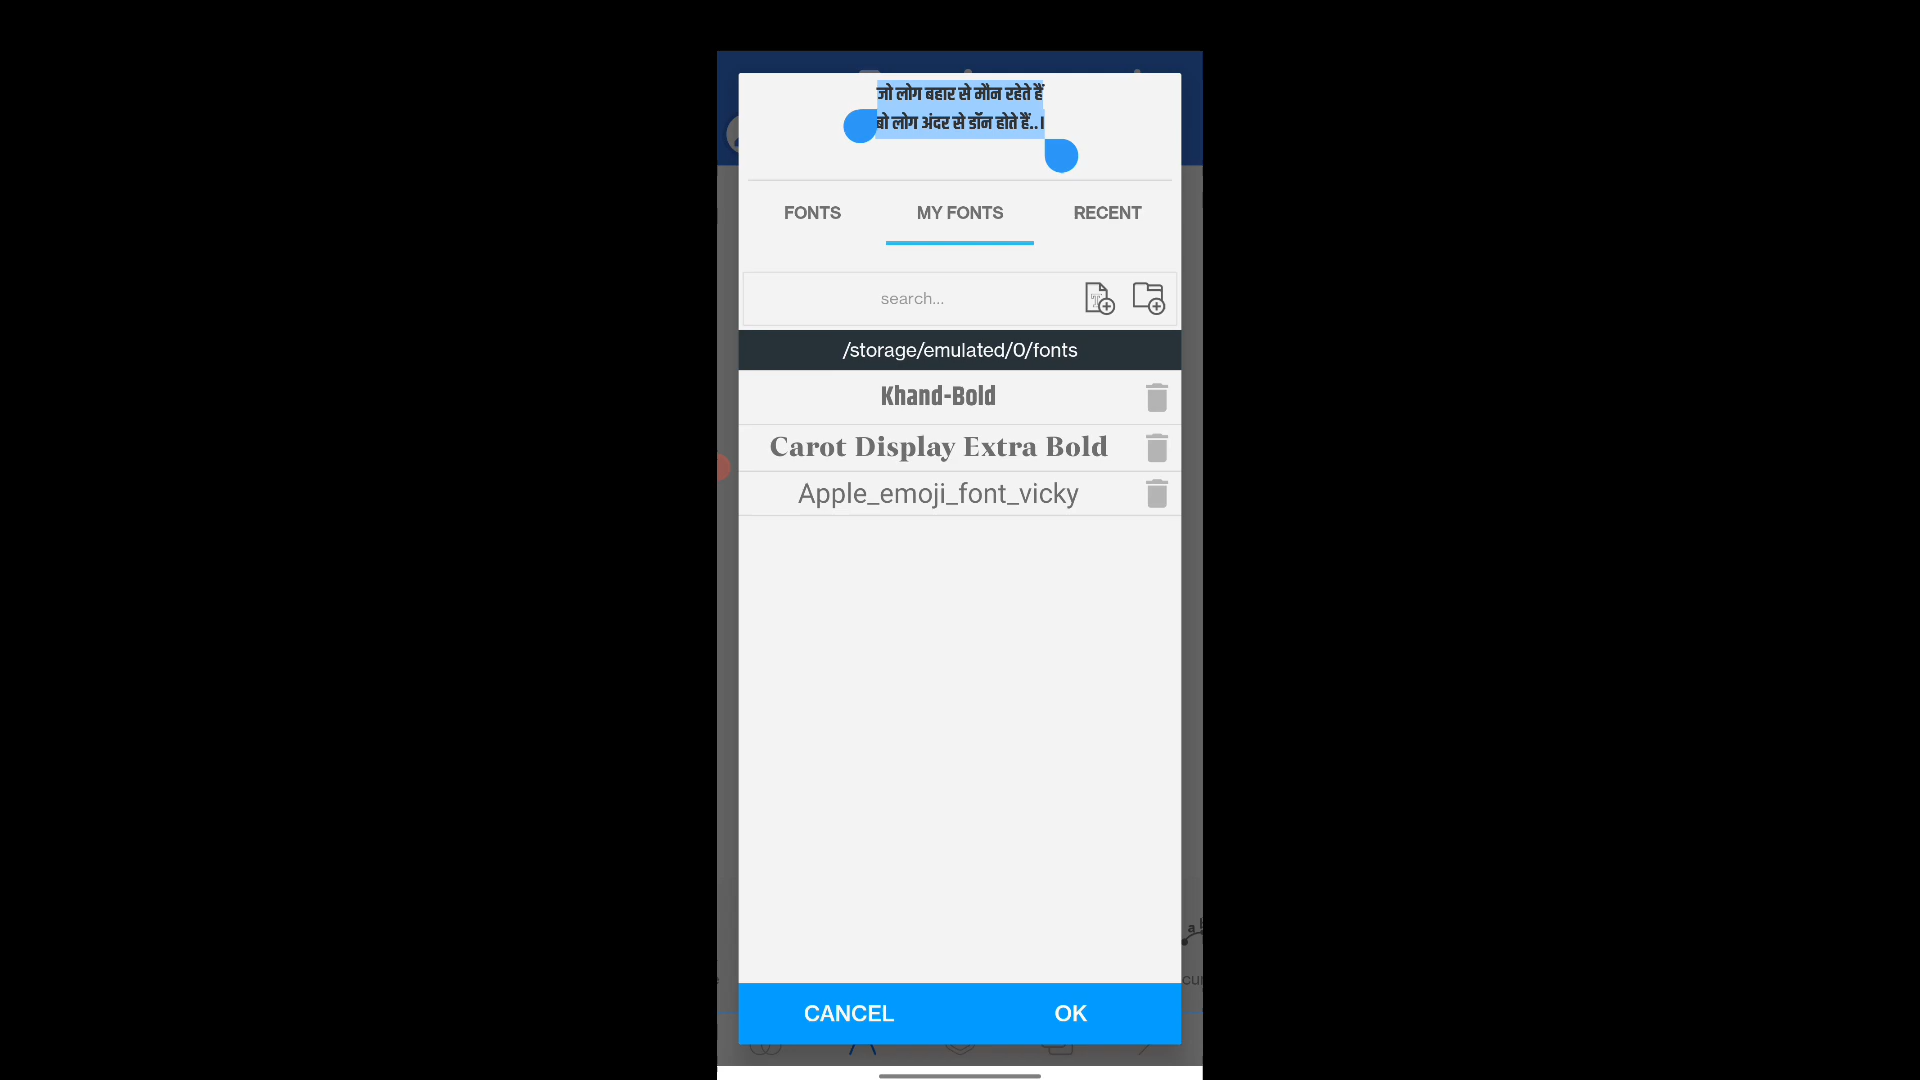 जो लोग बहार से मौन रहेते हैं
बो लोग अंदर से डॉन होते हैं..।
FONTS MY FONTS RECENT
search...
/storage/emulated/0/fonts
Khand-Bold
Carot Display Extra Bold
Apple_emoji_font_vicky
CANCEL OK